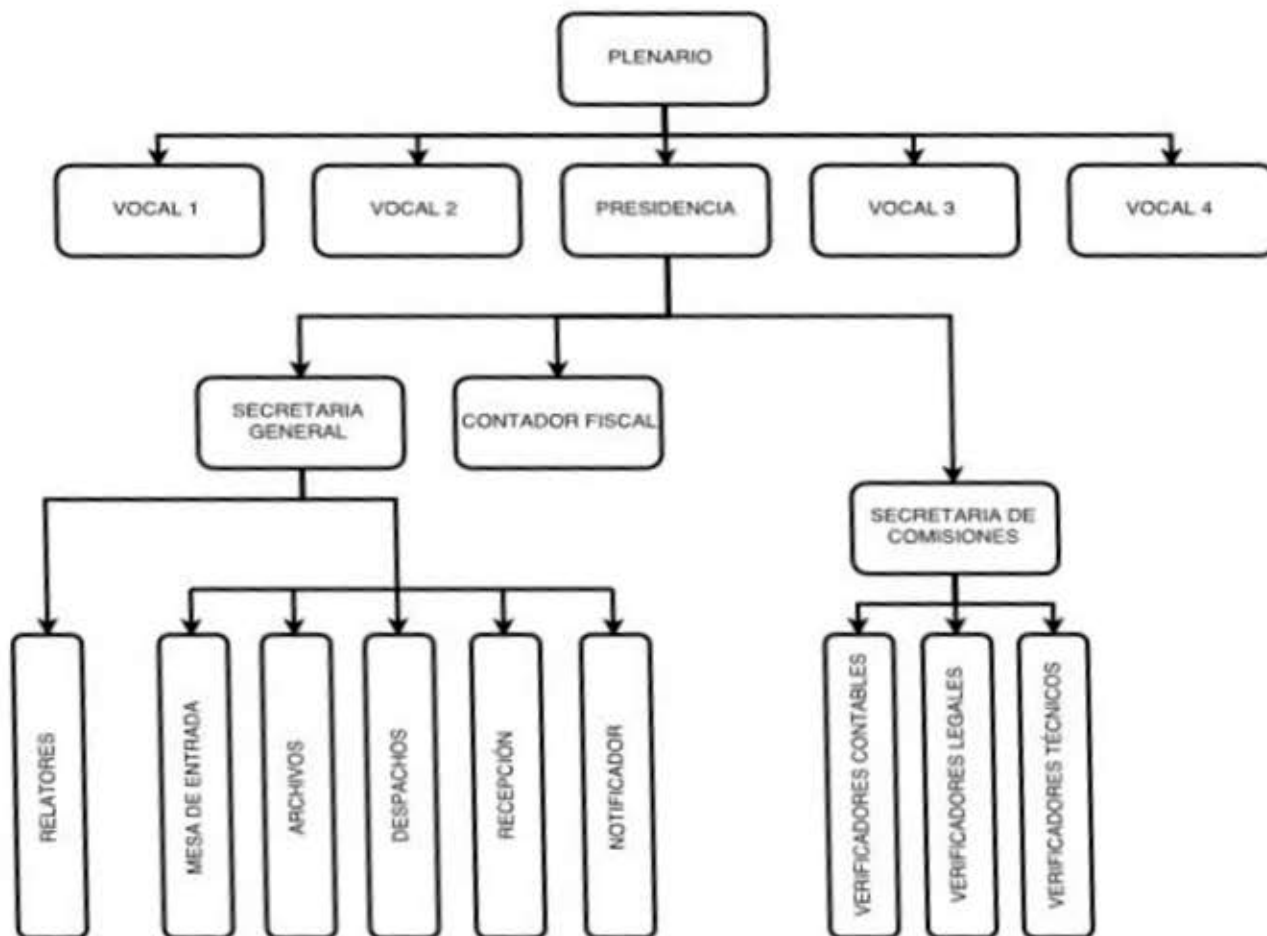 PLENARIO
VOCAL 1
VOCAL 2
PRESIDENCIA
VOCAL 3
VOCAL 4
SECRETARIA
GENERAL
CONTADOR FISCAL
SECRETARIA DE
COMISIONES
RELATORES
MESA DE ENTRADA
ARCHIVOS
DESPACHOS
RECEPCIÓN
NOTIFICADOR
VERIFICADORES CONTABLES
VERIFICADORES LEGALES
VERIFICADORES TÉCNICOS